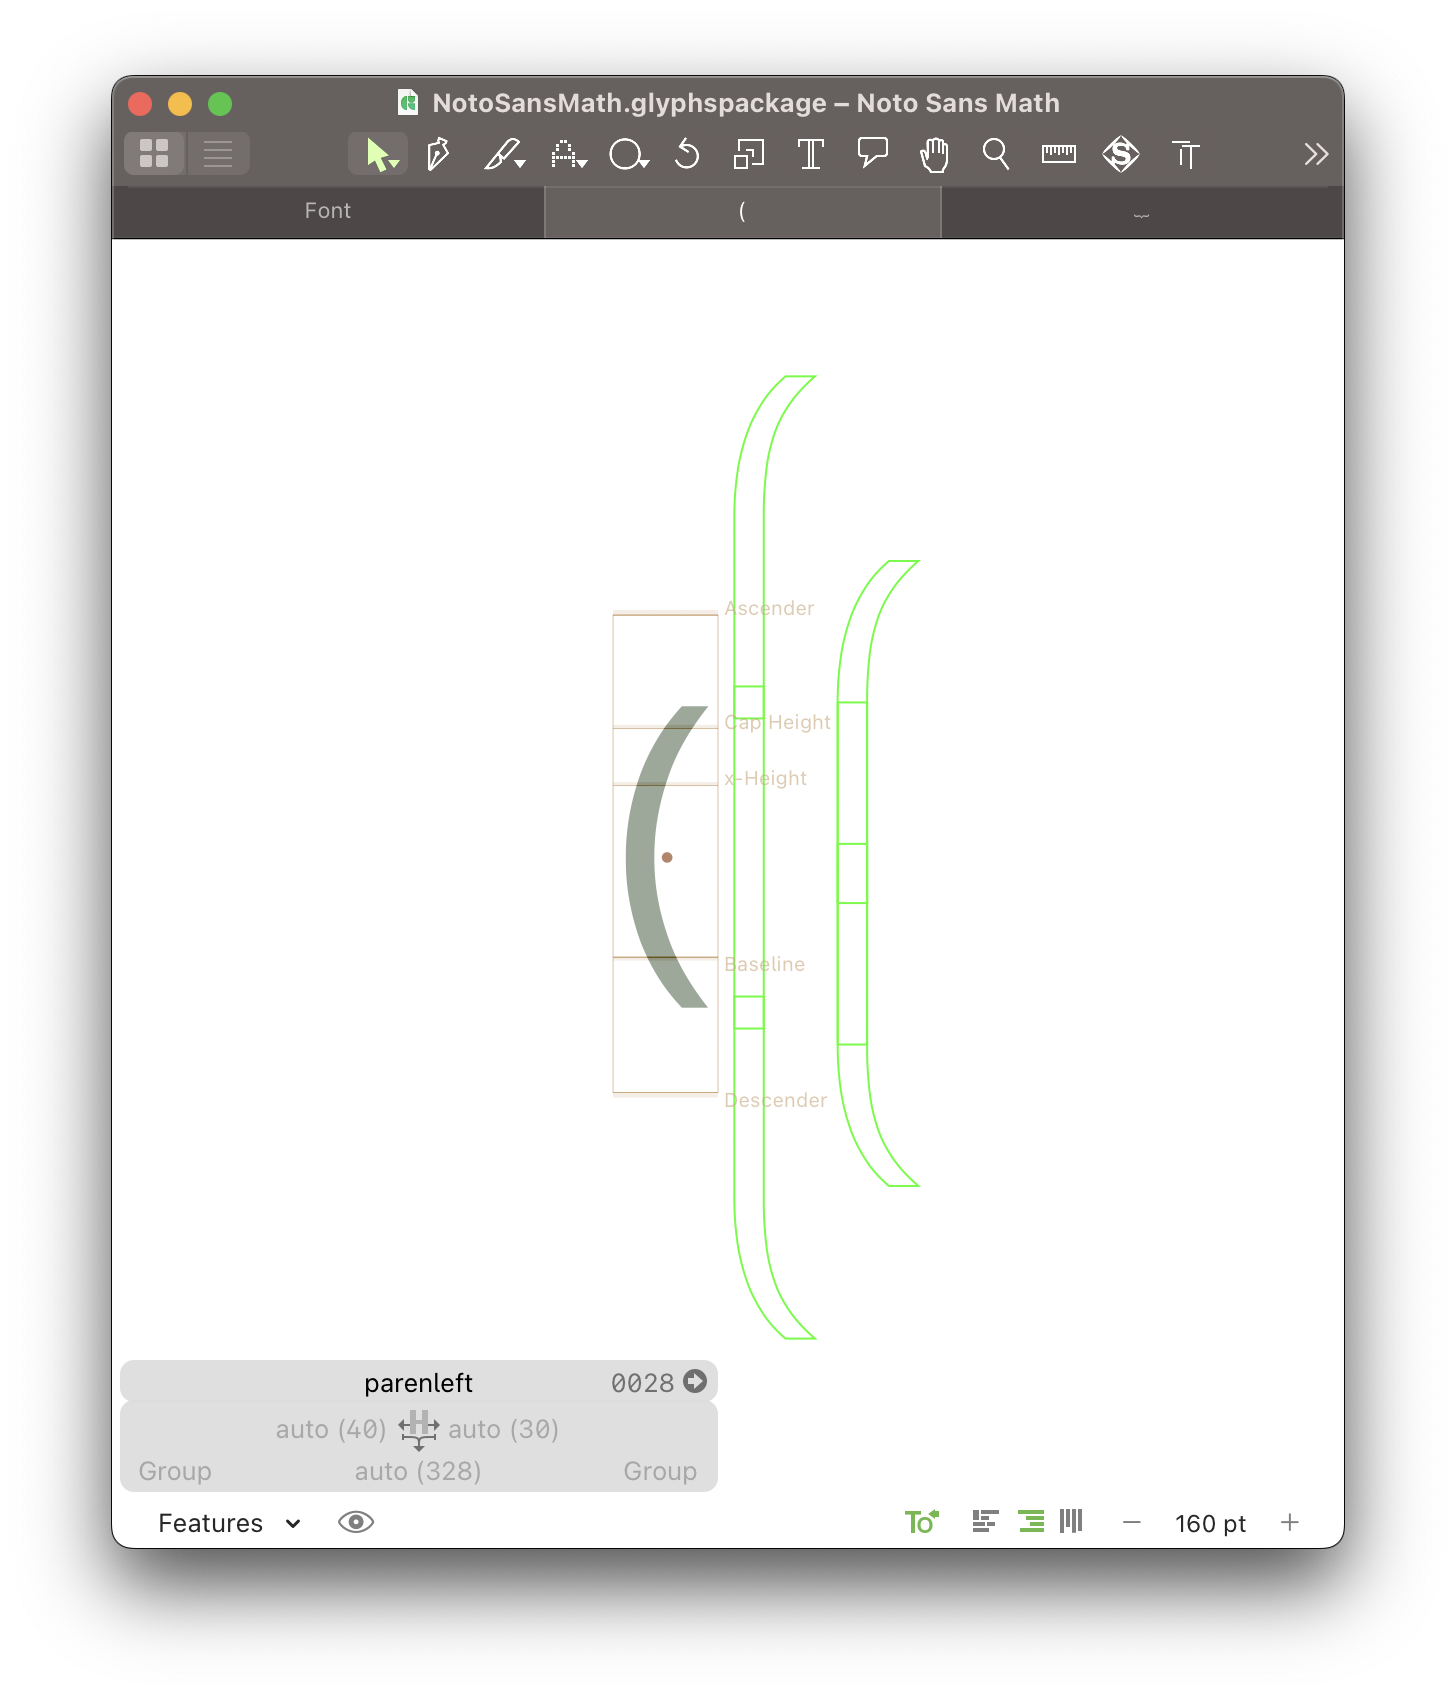 NotoSansMath.glyphspackage – Noto Sans Math
Font
(
Ascender
Cap Height
x-Height
Baseline
Descender
parenleft 0028
auto (40) auto (30)
Group auto (328) Group
Features 160 pt